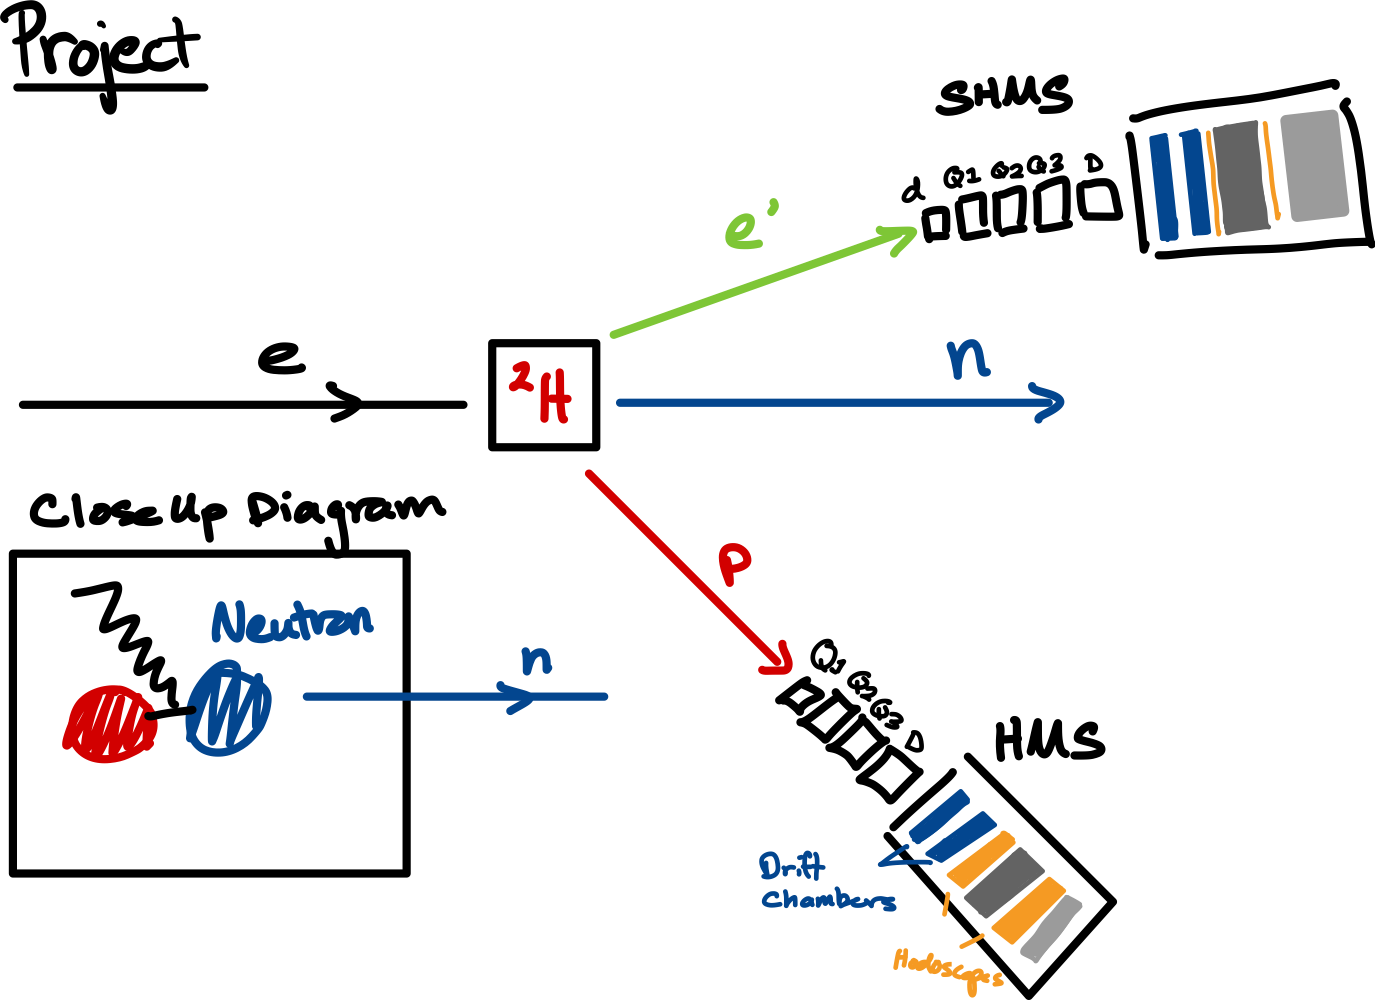 Project
SHMS
d Q1 Q2 Q3 D
e'
n
e
²H
Close Up Diagram
p
Neutron
n
Q1 Q2 Q3 D
HMS
Drift
Chambers
Hodoscopes